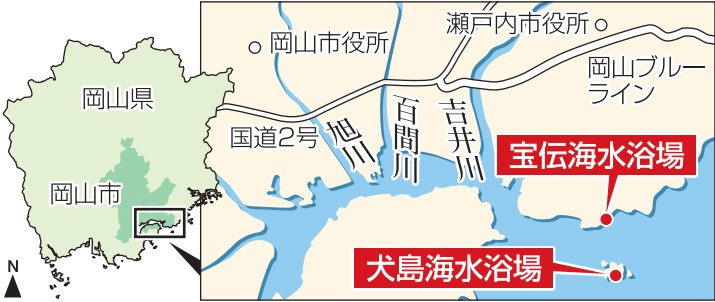 岡山県
岡山市
N
岡山市役所
瀬戸内市役所
岡山ブルー
ライン
国道2号
旭川
百間川
吉井川
宝伝海水浴場
犬島海水浴場